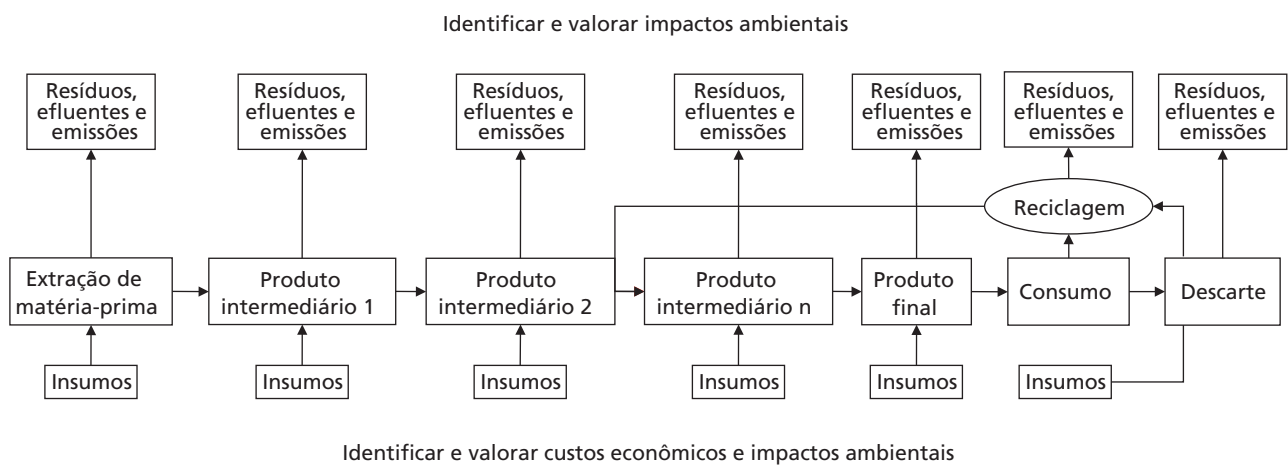 Identificar e valorar impactos ambientais
Resíduos,
efluentes e
emissões
Resíduos,
efluentes e
emissões
Resíduos,
efluentes e
emissões
Resíduos,
efluentes e
emissões
Resíduos,
efluentes e
emissões
Resíduos,
efluentes e
emissões
Resíduos,
efluentes e
emissões
Reciclagem
Extração de
matéria-prima
Produto
intermediário 1
Produto
intermediário 2
Produto
intermediário n
Produto
final
Consumo
Descarte
Insumos
Insumos
Insumos
Insumos
Insumos
Insumos
Identificar e valorar custos econômicos e impactos ambientais